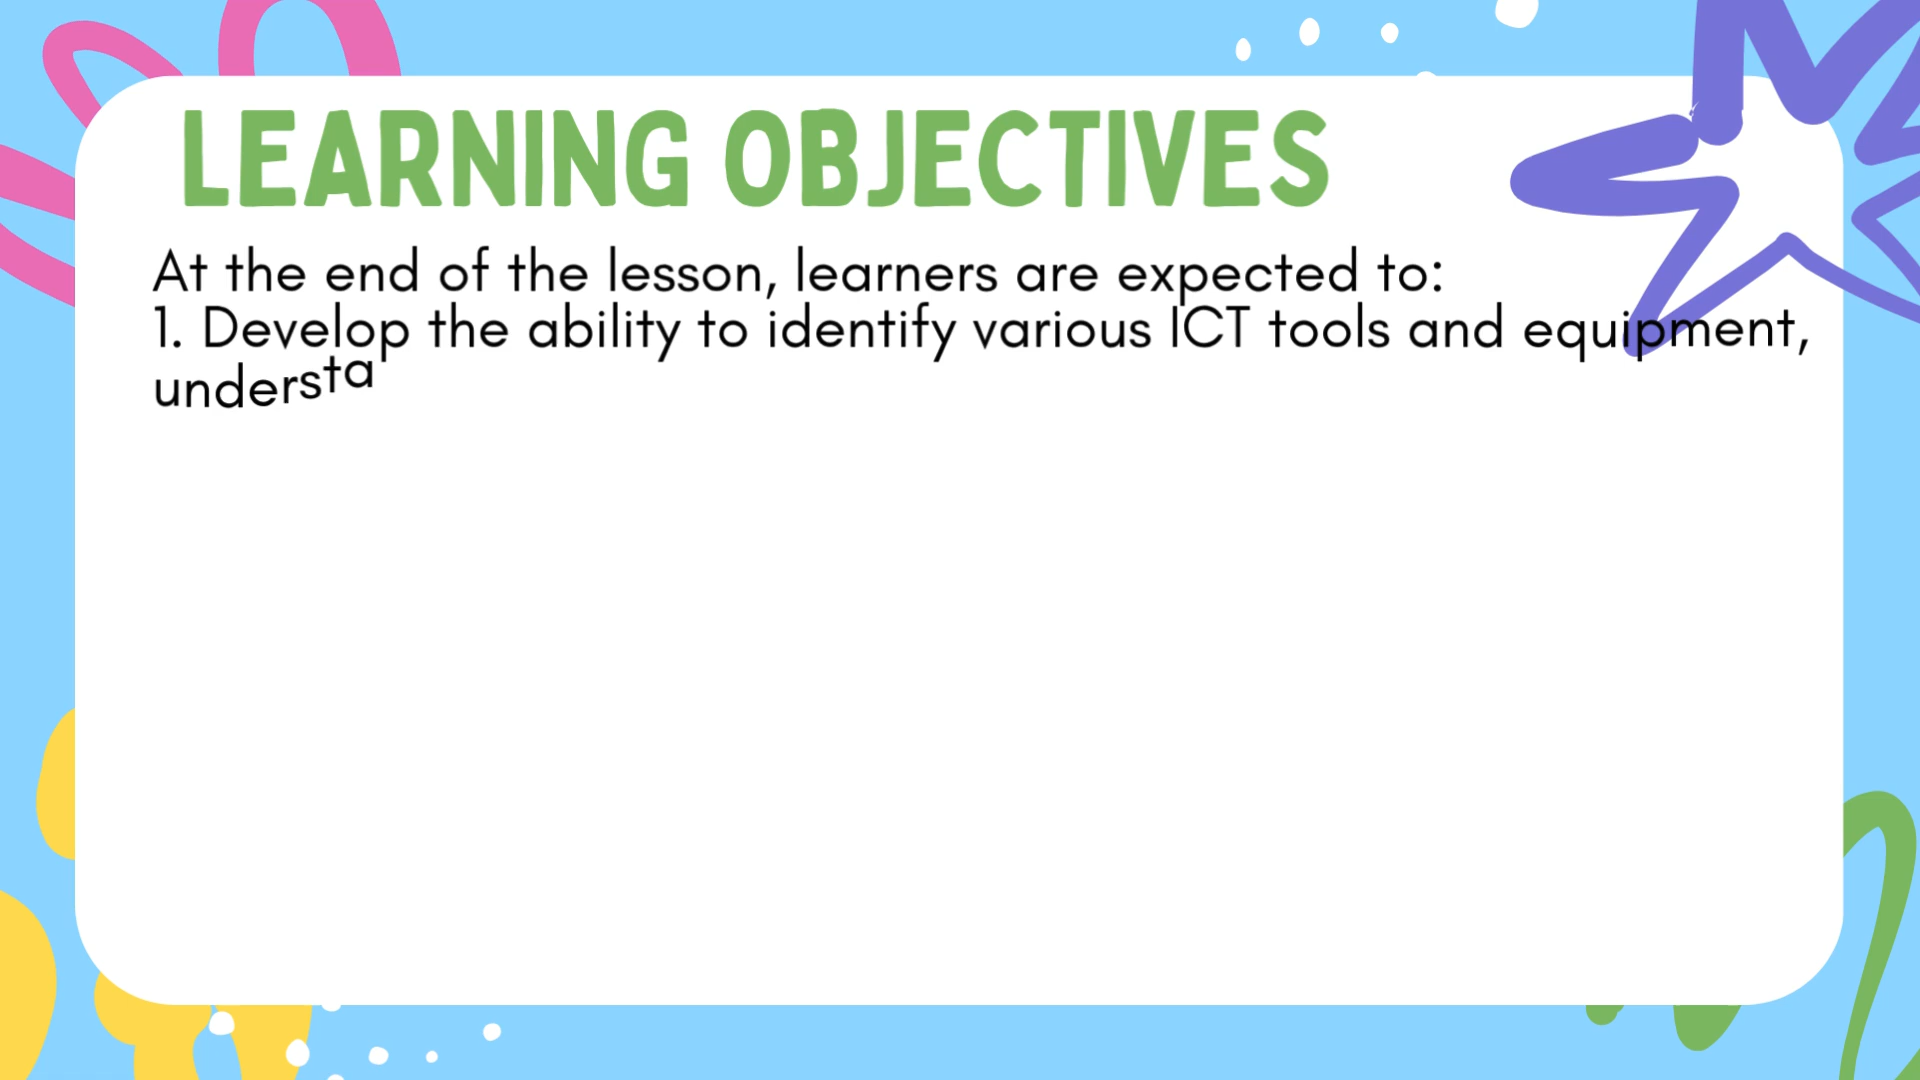 LEARNING OBJECTIVES
At the end of the lesson, learners are expected to:
1. Develop the ability to identify various ICT tools and equipment,
understa